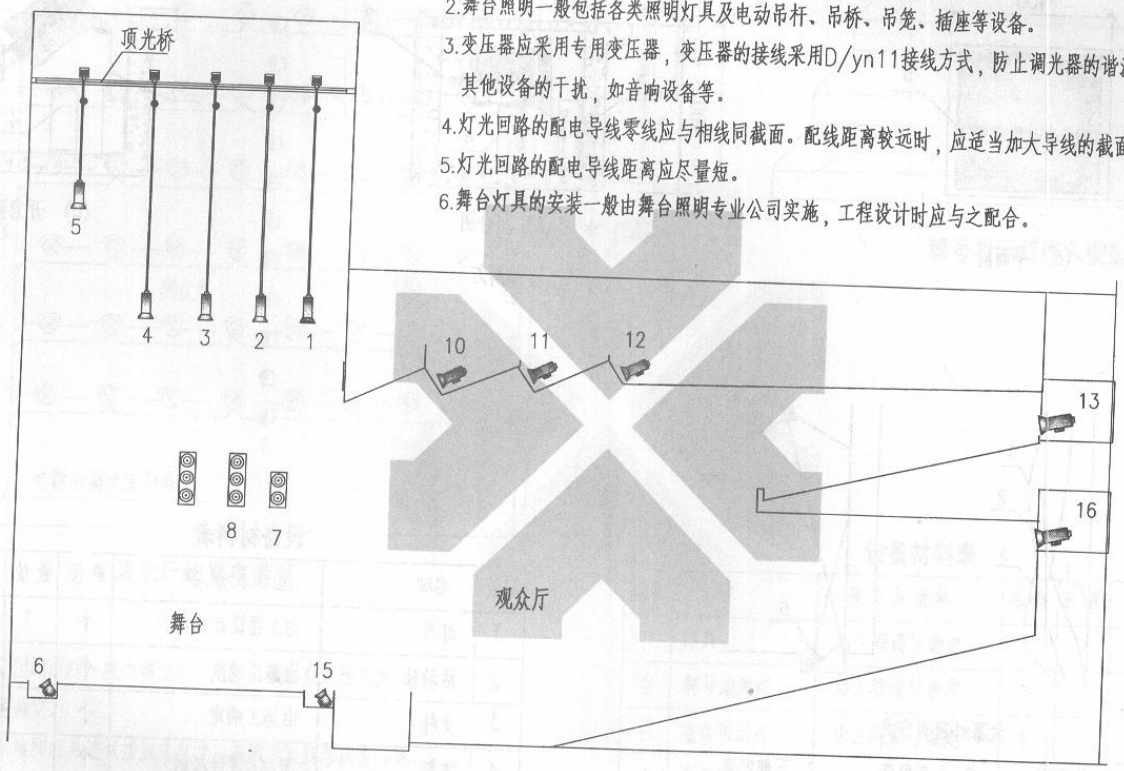 2.舞台照明一般包括各类照明灯具及电动吊杆、吊桥、吊笼、插座等设备。
3.变压器应采用专用变压器，变压器的接线采用D/yn11接线方式，防止调光器的谐
其他设备的干扰，如音响设备等。
4.灯光回路的配电导线零线应与相线同截面。配线距离较远时，应适当加大导线的截面
5.灯光回路的配电导线距离应尽量短。
6.舞台灯具的安装一般由舞台照明专业公司实施，工程设计时应与之配合。
顶光桥
5
4
3
2
1
10
11
12
13
16
8
7
舞台
观众厅
6
15